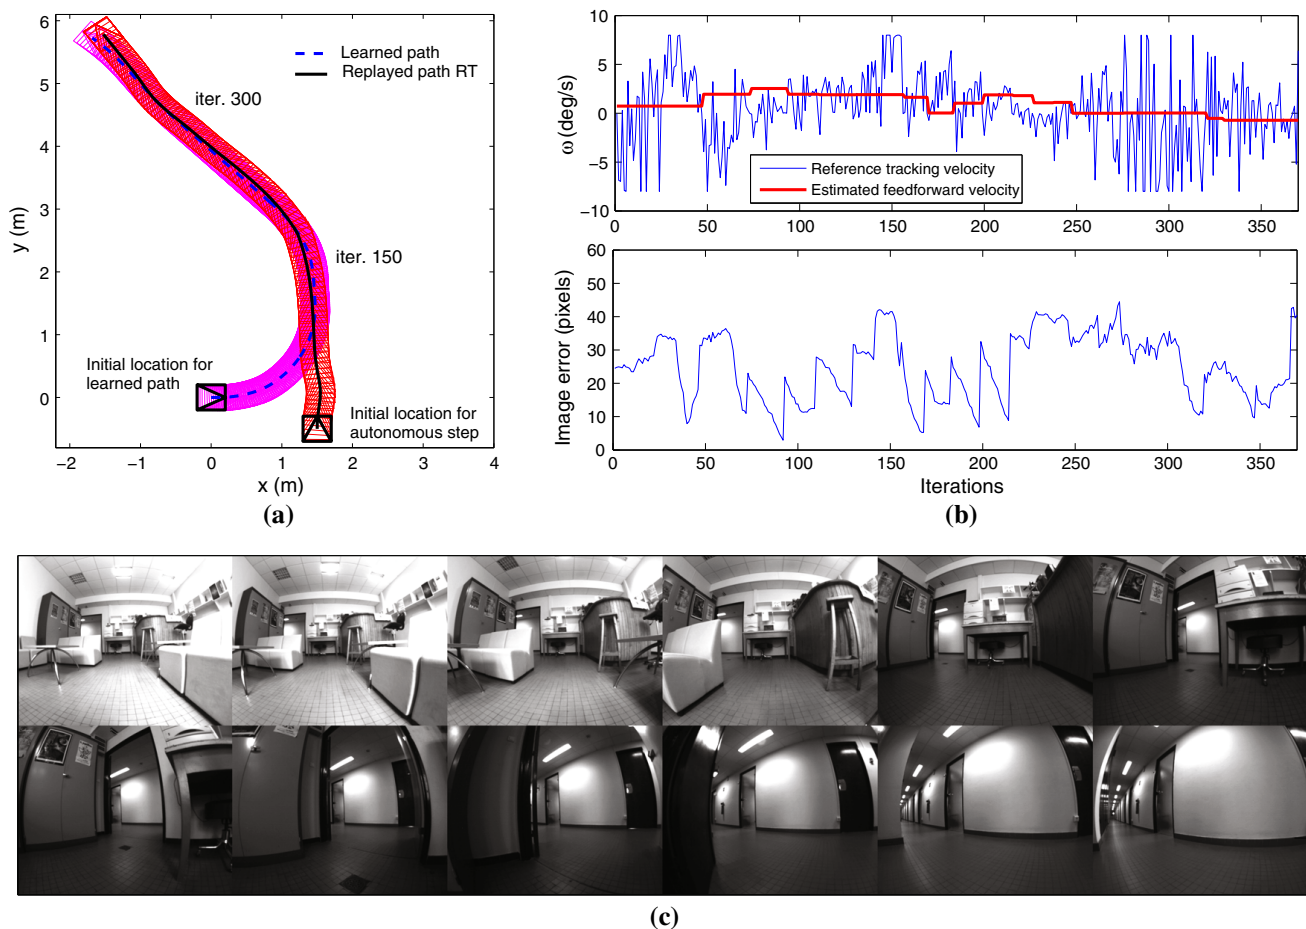 6
5
4
3
2
1
0
−2
−1
0
1
2
3
4
y (m)
x (m)
Learned path
Replayed path RT
iter. 300
iter. 150
Initial location for
learned path
Initial location for
autonomous step
(a)
10
5
0
−5
−10
0
50
100
150
200
250
300
350
ω (deg/s)
Reference tracking velocity
Estimated feedforward velocity
60
50
40
30
20
10
0
0
50
100
150
200
250
300
350
Image error (pixels)
Iterations
(b)
(c)